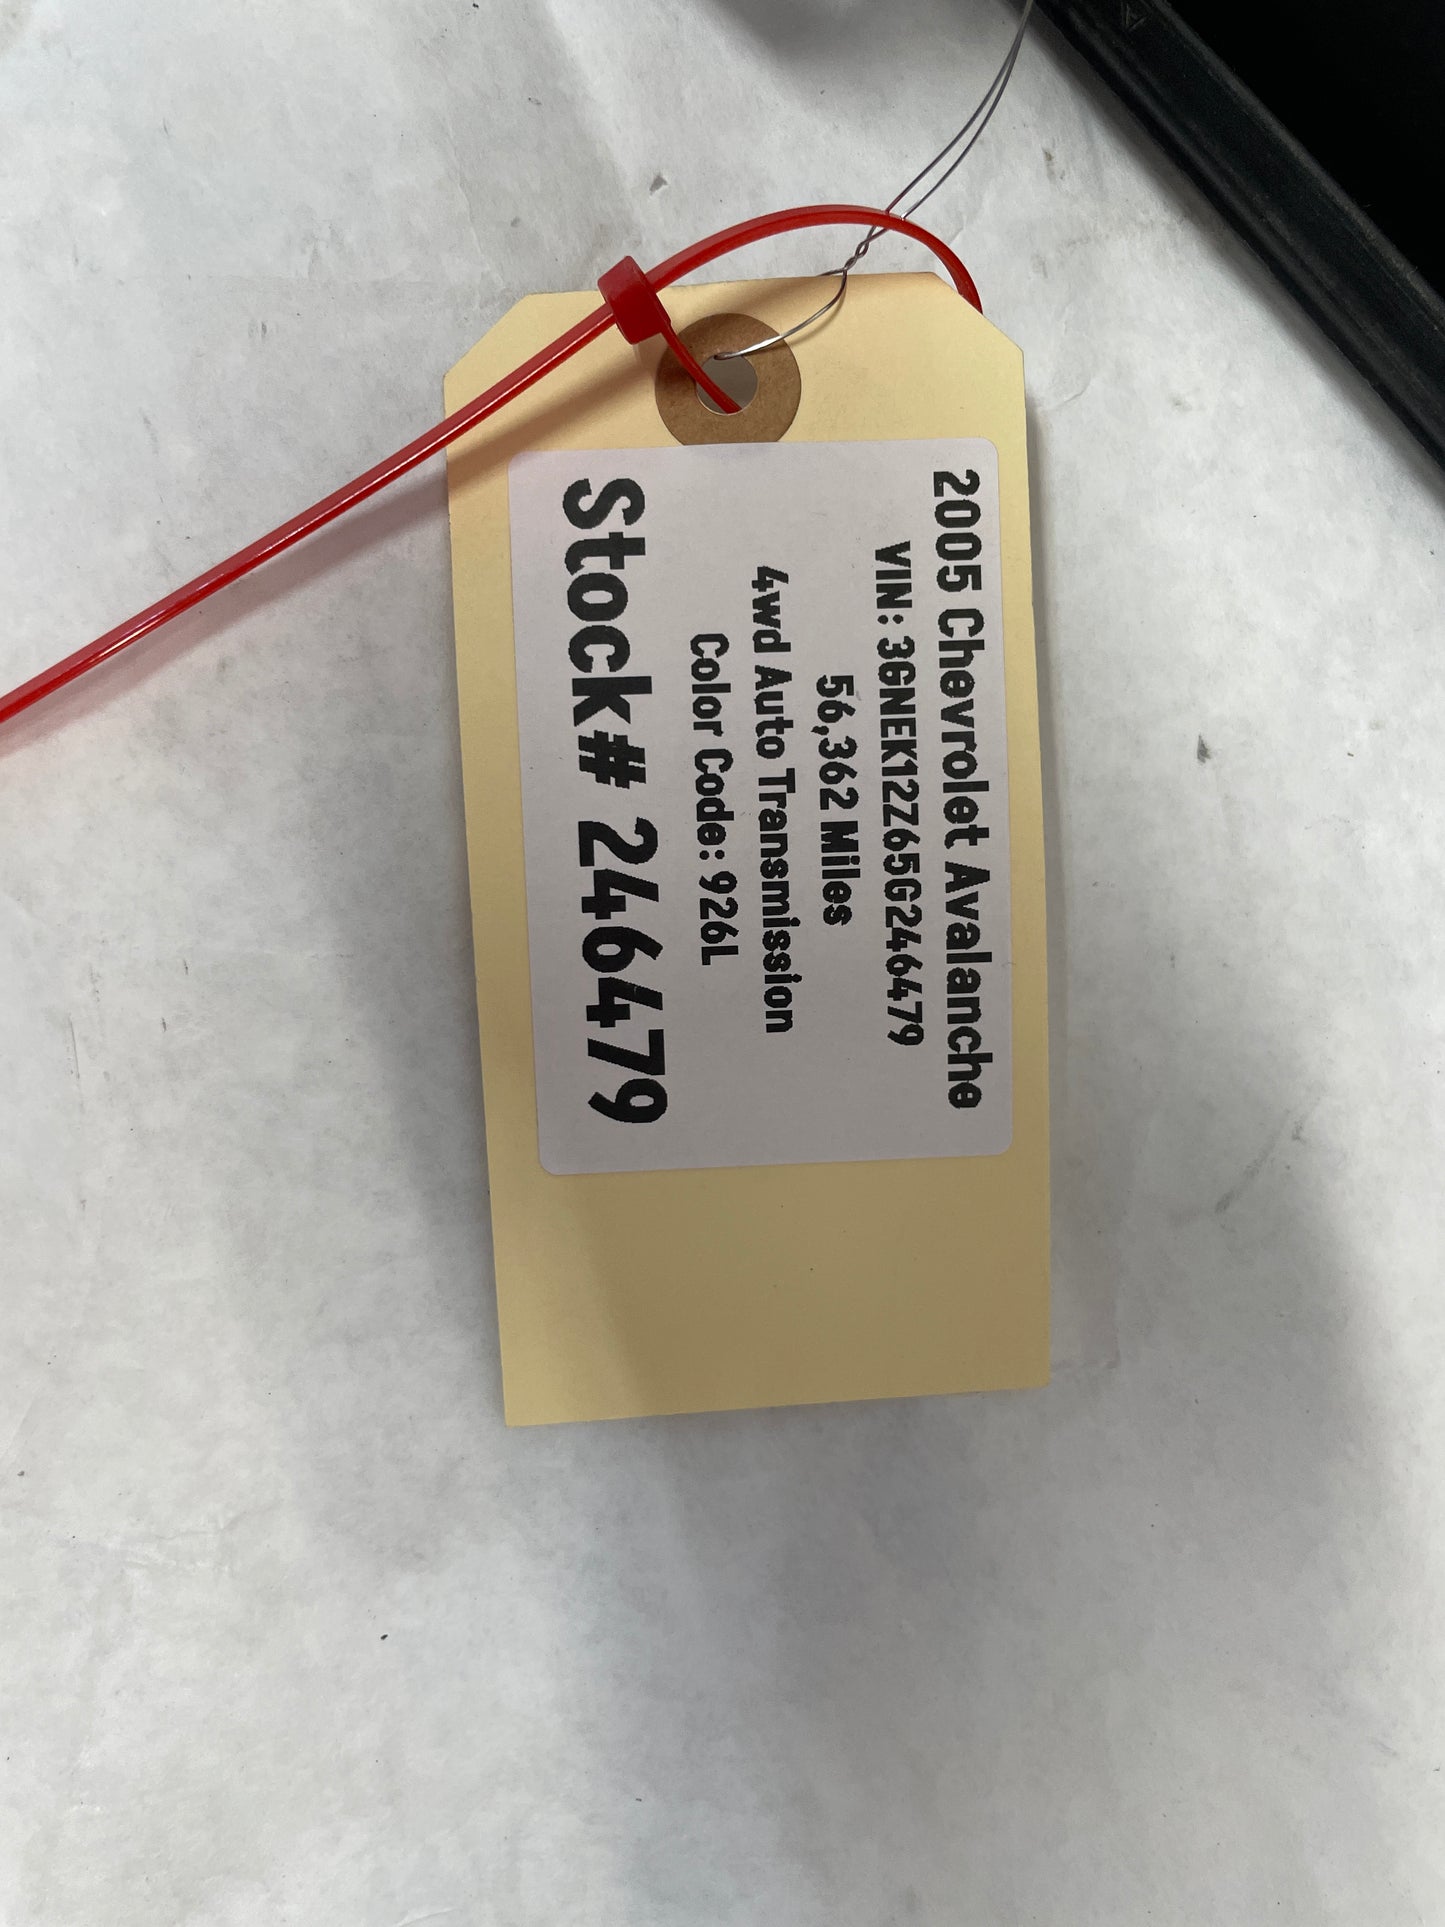 2005 Chevrolet Avalanche
VIN: 3GNEK12Z65G246479
56,362 Miles
4wd Auto Transmission
Color Code: 926L
Stock# 246479